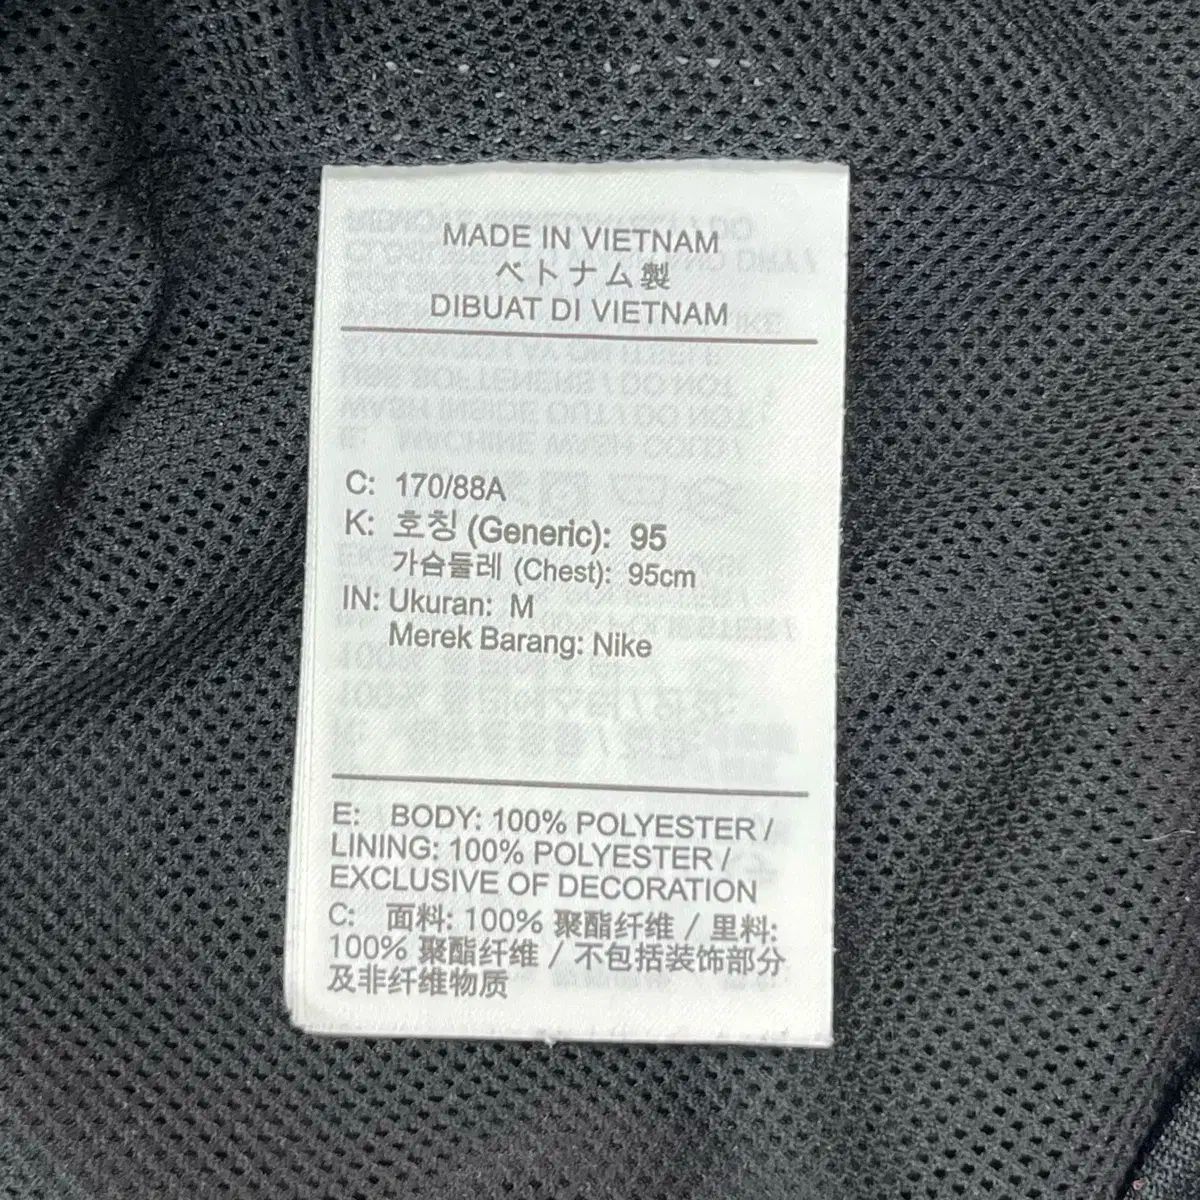 MADE IN VIETNAM
ベトナム製
DIBUAT DI VIETNAM
C: 170/88A
K: 호칭 (Generic): 95
가슴둘레 (Chest): 95cm
IN: Ukuran: M
Merek Barang: Nike
E: BODY: 100% POLYESTER /
LINING: 100% POLYESTER /
EXCLUSIVE OF DECORATION
C: 面料: 100% 聚酯纤维 / 里料:
100% 聚酯纤维 / 不包括装饰部分
及非纤维物质